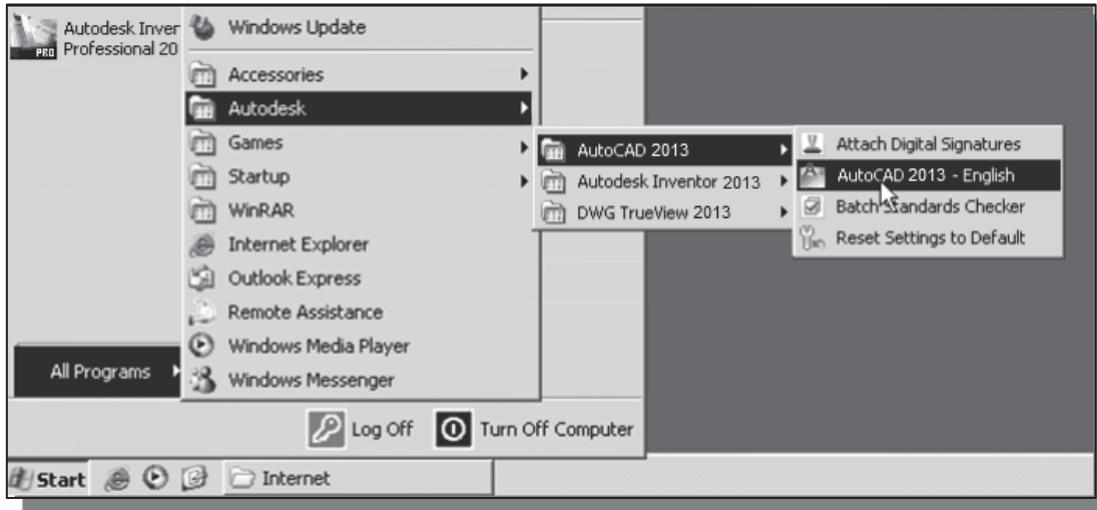 Autodesk Inver
Professional 20
PRO
Windows Update
Accessories
Autodesk
Games
Startup
WinRAR
Internet Explorer
Outlook Express
Remote Assistance
Windows Media Player
Windows Messenger
AutoCAD 2013
Autodesk Inventor 2013
DWG TrueView 2013
Attach Digital Signatures
AutoCAD 2013 - English
Batch Standards Checker
Reset Settings to Default
All Programs
Log Off
Turn Off Computer
Start
Internet